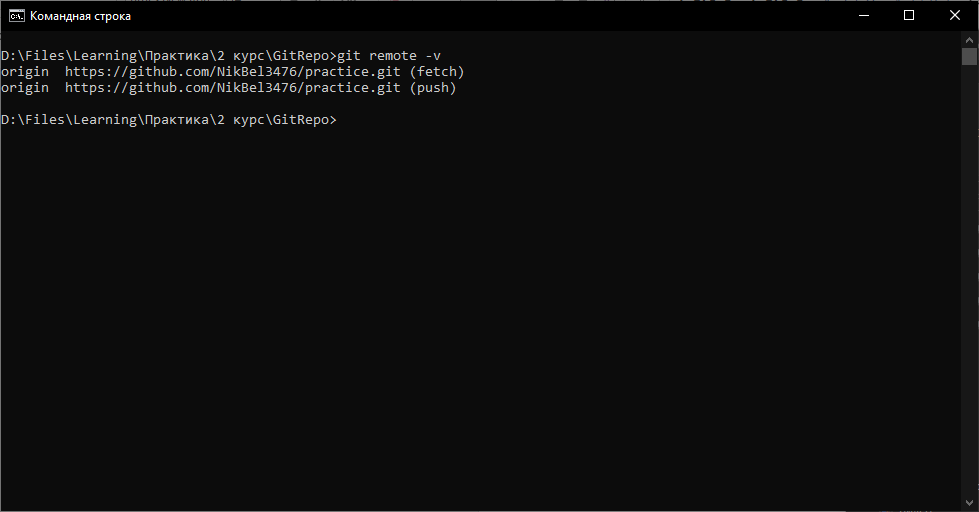 Командная строка
D:\Files\Learning\Практика\2 курс\GitRepo>git remote -v
origin  https://github.com/NikBel3476/practice.git (fetch)
origin  https://github.com/NikBel3476/practice.git (push)
D:\Files\Learning\Практика\2 курс\GitRepo>